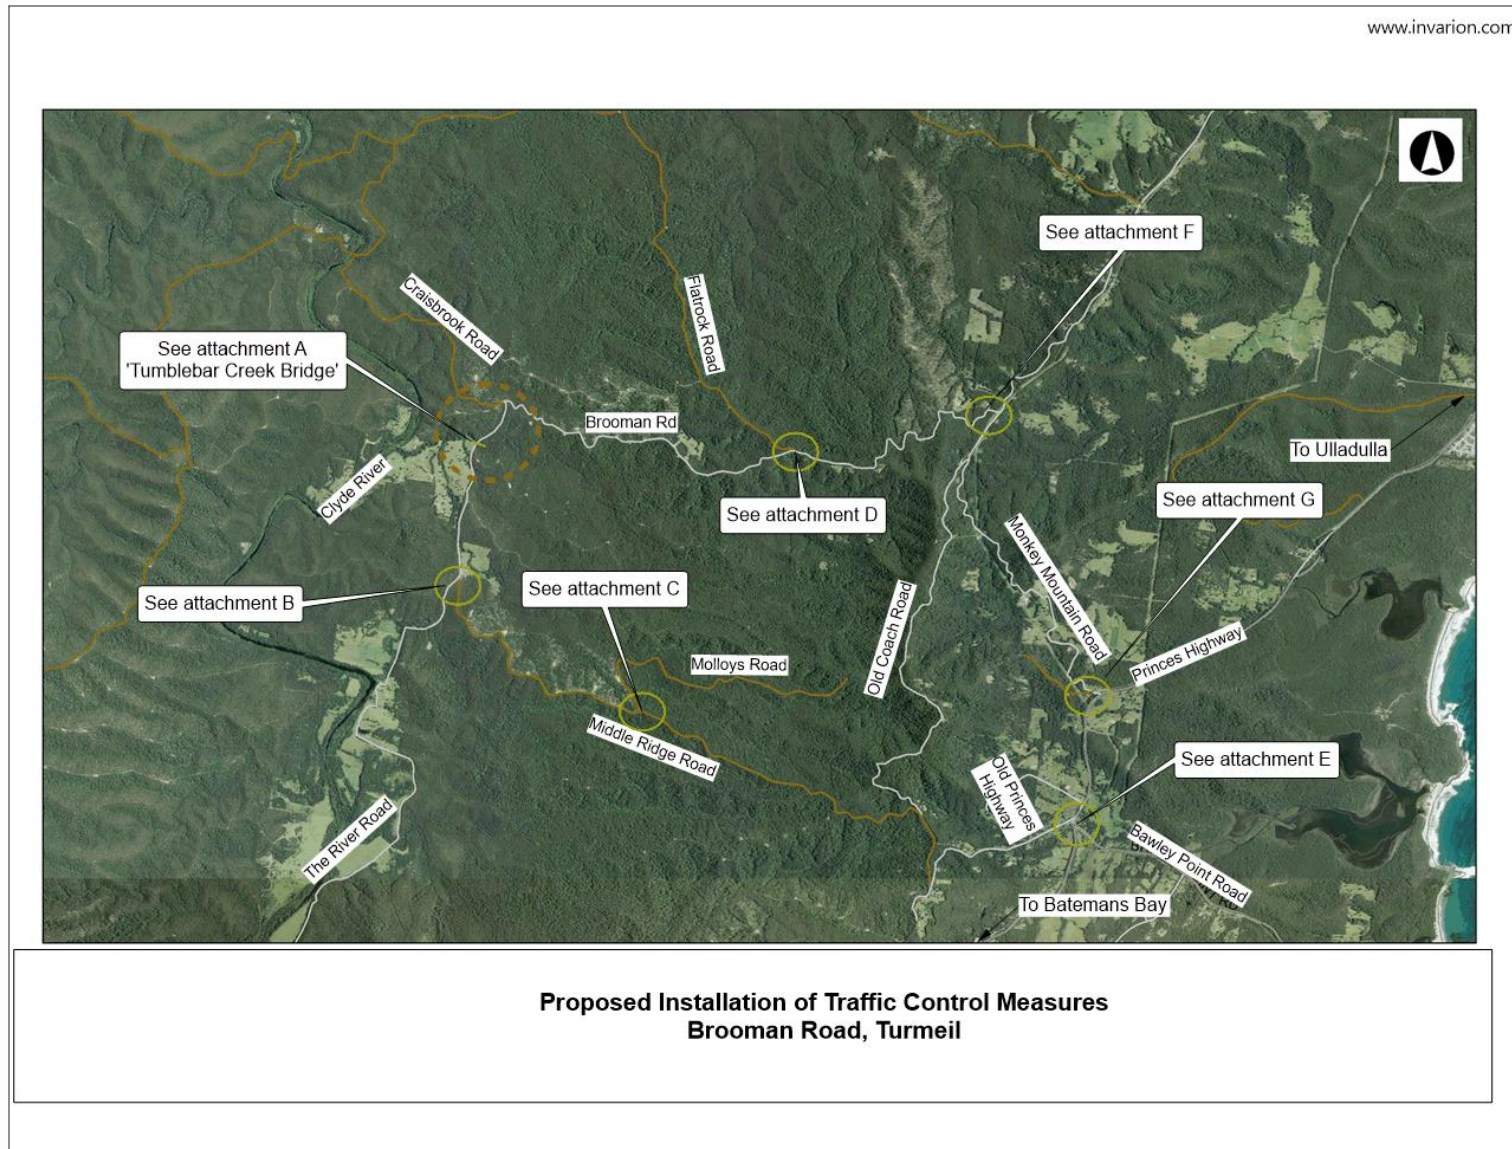 www.invarion.com
See attachment F
Craisbrook Road
Flatrock Road
See attachment A
'Tumblebar Creek Bridge'
Brooman Rd
To Ulladulla
Clyde River
See attachment D
See attachment G
Monkey Mountain Road
See attachment B
See attachment C
Old Coach Road
Princes Highway
Molloys Road
Middle Ridge Road
See attachment E
Old Princes
Highway
The River Road
Bawley Point Road
To Batemans Bay
Proposed Installation of Traffic Control Measures
Brooman Road, Turmeil